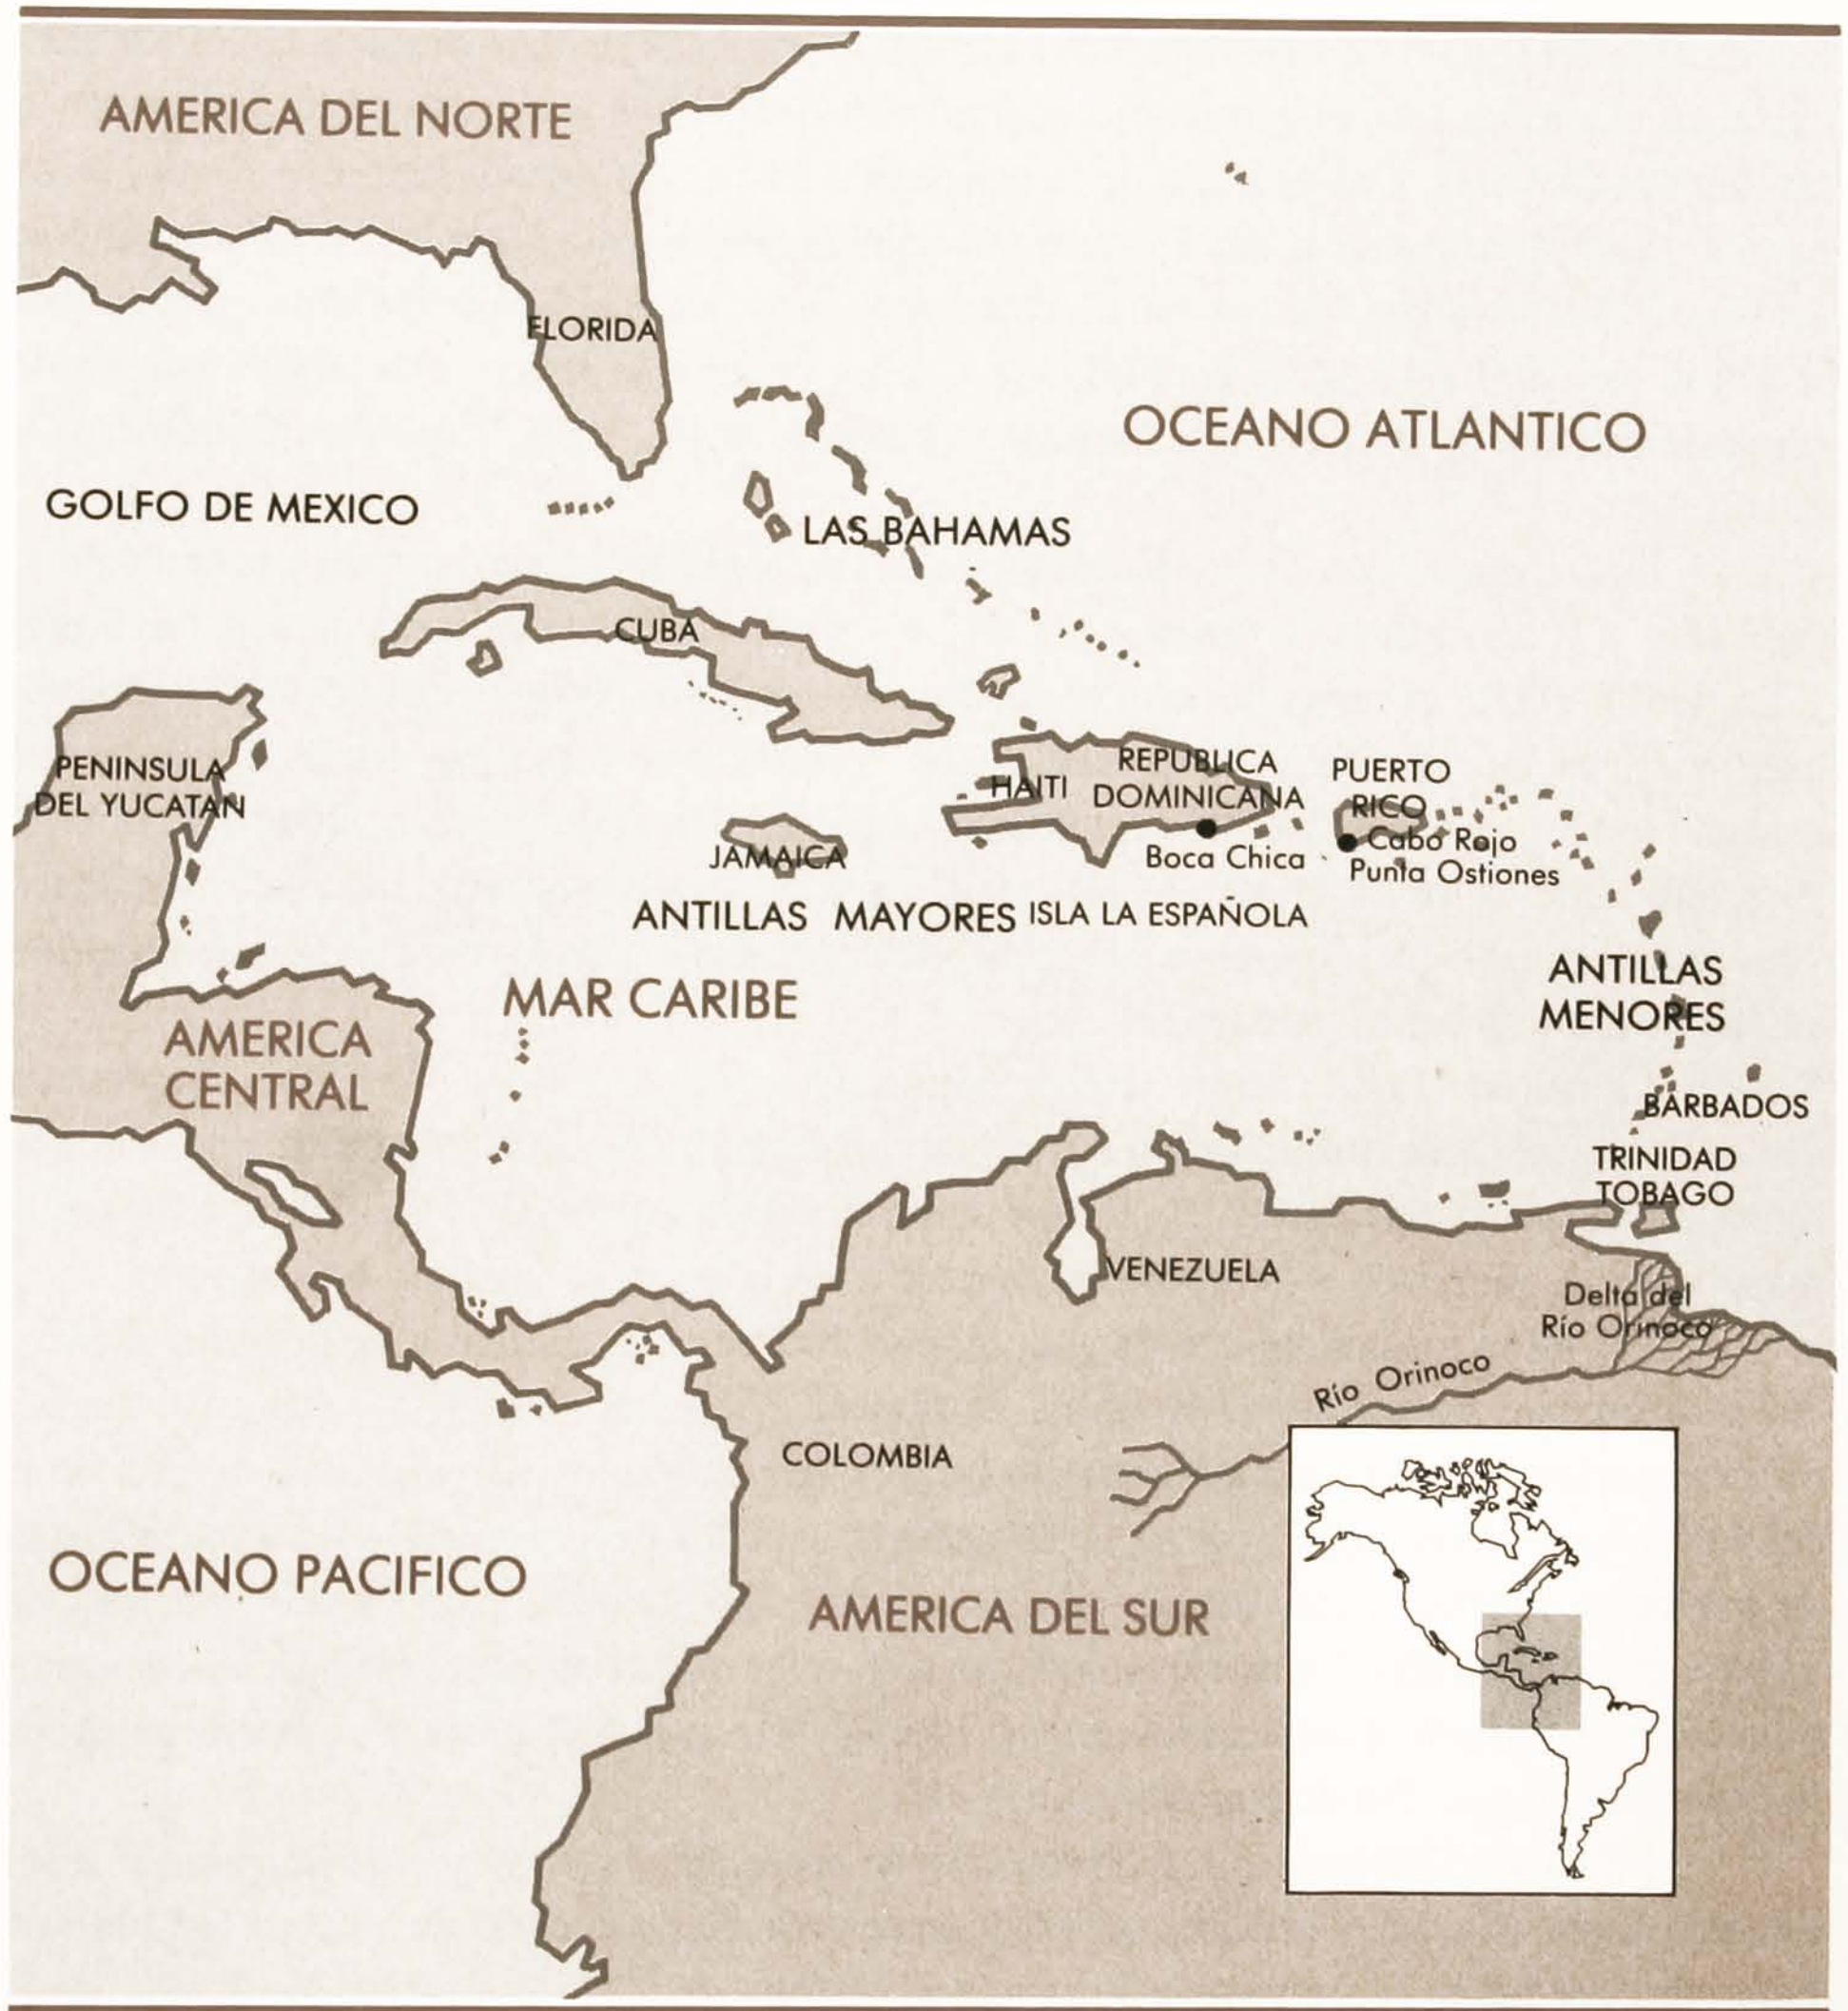 AMERICA DEL NORTE
FLORIDA
OCEANO ATLANTICO
GOLFO DE MEXICO
LAS BAHAMAS
CUBA
PENINSULA
DEL YUCATAN
HAITI
REPUBLICA
DOMINICANA
PUERTO
RICO
JAMAICA
Boca Chica
Cabo Rojo
Punta Ostiones
ANTILLAS MAYORES
ISLA LA ESPAÑOLA
MAR CARIBE
ANTILLAS
MENORES
AMERICA
CENTRAL
BARBADOS
TRINIDAD
TOBAGO
VENEZUELA
Delta del
Río Orinoco
Río Orinoco
COLOMBIA
OCEANO PACIFICO
AMERICA DEL SUR